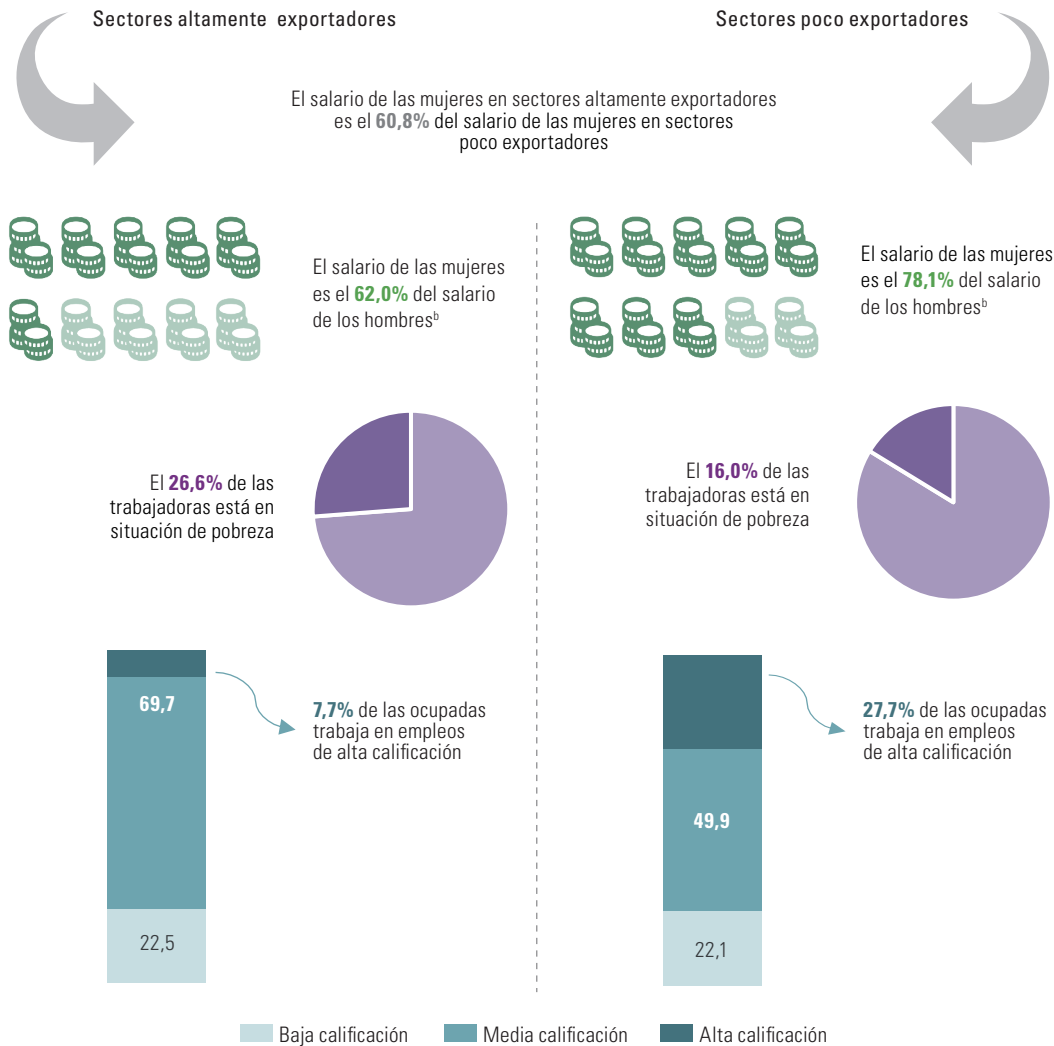 Sectores altamente exportadores
Sectores poco exportadores
El salario de las mujeres en sectores altamente exportadores
es el 60,8% del salario de las mujeres en sectores
poco exportadores
El salario de las mujeres
es el 62,0% del salario
de los hombresᵇ
El salario de las mujeres
es el 78,1% del salario
de los hombresᵇ
El 26,6% de las
trabajadoras está en
situación de pobreza
El 16,0% de las
trabajadoras está en
situación de pobreza
69,7
22,5
7,7% de las ocupadas
trabaja en empleos
de alta calificación
49,9
22,1
27,7% de las ocupadas
trabaja en empleos
de alta calificación
Baja calificación
Media calificación
Alta calificación